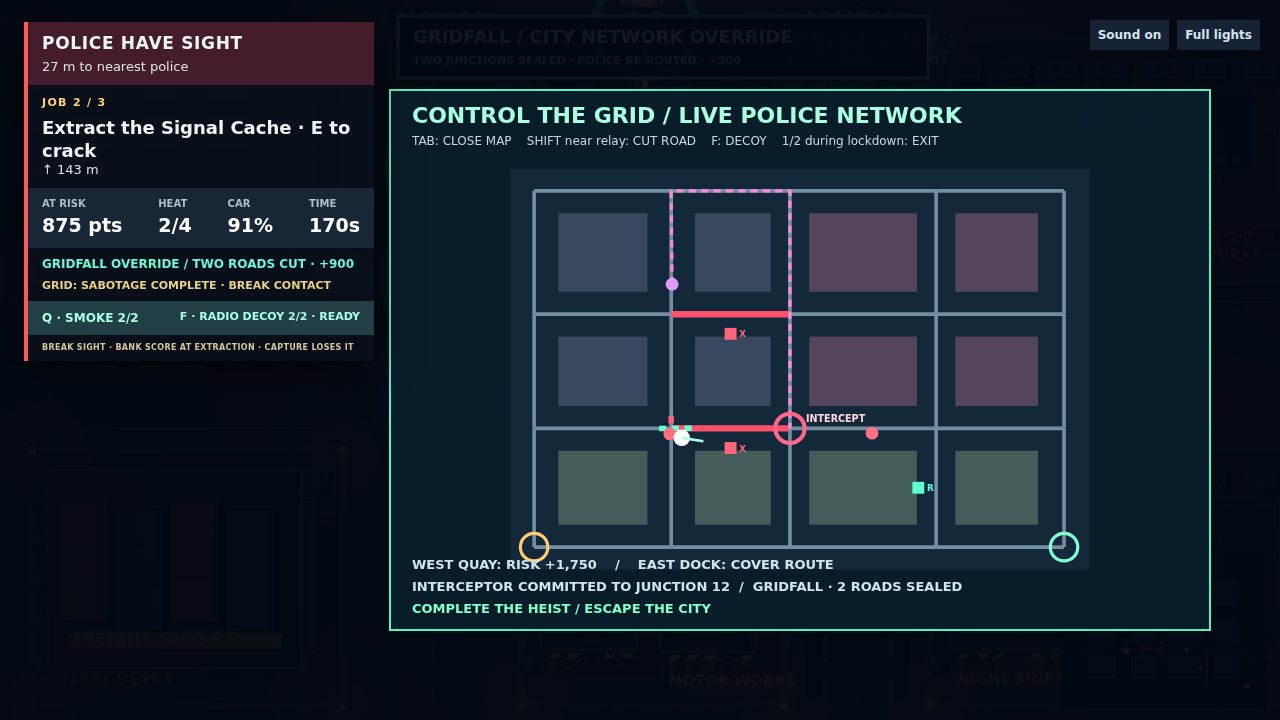 POLICE HAVE SIGHT
27 m to nearest police
JOB 2 / 3
Extract the Signal Cache · E to
crack
↑ 143 m
AT RISK HEAT CAR TIME
875 pts 2/4 91% 170s
GRIDFALL OVERRIDE / TWO ROADS CUT · +900
GRID: SABOTAGE COMPLETE · BREAK CONTACT
Q · SMOKE 2/2 F · RADIO DECOY 2/2 · READY
BREAK SIGHT · BANK SCORE AT EXTRACTION · CAPTURE LOSES IT
GRIDFALL / CITY NETWORK OVERRIDE
TWO JUNCTIONS SEALED · POLICE RE-ROUTED · +900
Sound on Full lights
CONTROL THE GRID / LIVE POLICE NETWORK
TAB: CLOSE MAP SHIFT near relay: CUT ROAD F: DECOY 1/2 during lockdown: EXIT
X
INTERCEPT
X
R
WEST QUAY: RISK +1,750 / EAST DOCK: COVER ROUTE
INTERCEPTOR COMMITTED TO JUNCTION 12 / GRIDFALL · 2 ROADS SEALED
COMPLETE THE HEIST / ESCAPE THE CITY
FREIGHT YARD 07
FERRY DEPOT
MOTOR WORKS
NIGHT SHIFT